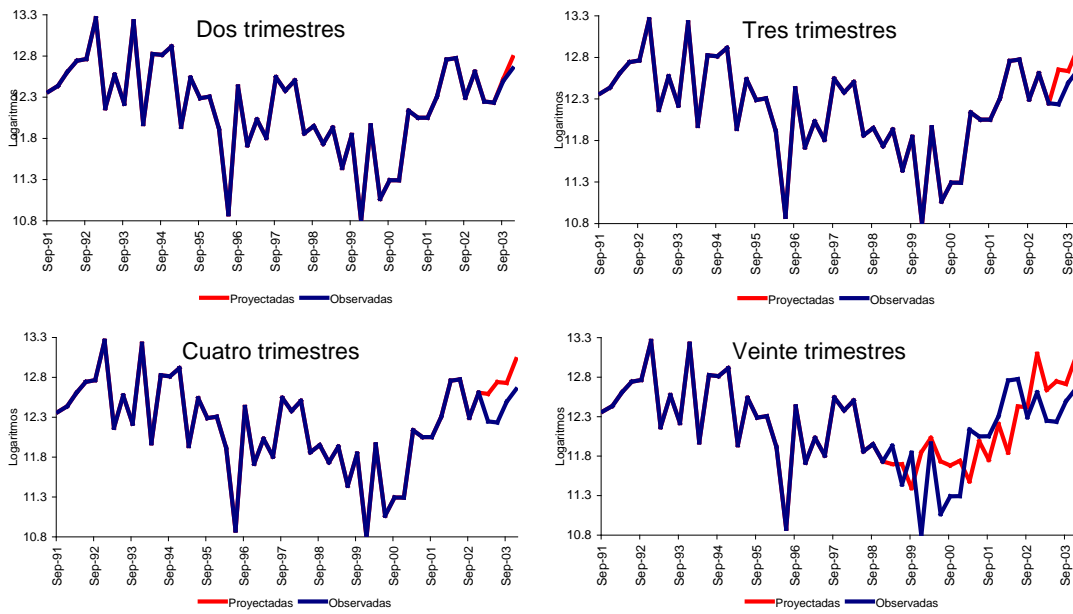 Dos trimestres
Logaritmos
13.3
12.8
12.3
11.8
11.3
10.8
Sep-91
Sep-92
Sep-93
Sep-94
Sep-95
Sep-96
Sep-97
Sep-98
Sep-99
Sep-00
Sep-01
Sep-02
Sep-03
Proyectadas Observadas
Tres trimestres
Logaritmos
13.3
12.8
12.3
11.8
11.3
10.8
Sep-91
Sep-92
Sep-93
Sep-94
Sep-95
Sep-96
Sep-97
Sep-98
Sep-99
Sep-00
Sep-01
Sep-02
Sep-03
Proyectadas Observadas
Cuatro trimestres
Logaritmos
13.3
12.8
12.3
11.8
11.3
10.8
Sep-91
Sep-92
Sep-93
Sep-94
Sep-95
Sep-96
Sep-97
Sep-98
Sep-99
Sep-00
Sep-01
Sep-02
Sep-03
Proyectadas Observadas
Veinte trimestres
Logaritmos
13.3
12.8
12.3
11.8
11.3
10.8
Sep-91
Sep-92
Sep-93
Sep-94
Sep-95
Sep-96
Sep-97
Sep-98
Sep-99
Sep-00
Sep-01
Sep-02
Sep-03
Proyectadas Observadas